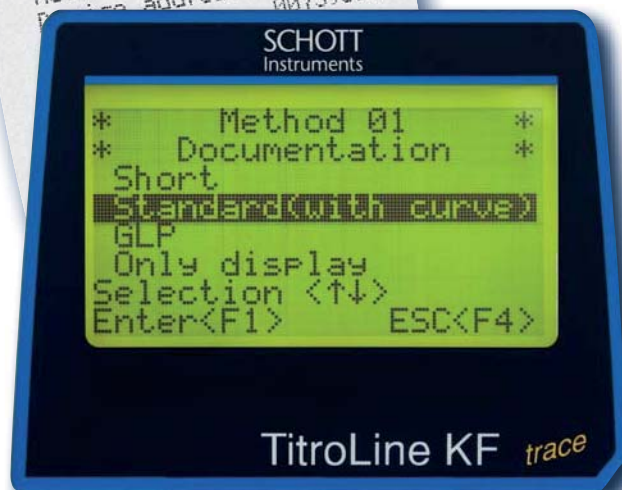 SCHOTT
Instruments
* Method 01 *
* Documentation *
Short
Standard(with curve)
GLP
Only display
Selection <↑↓>
Enter<F1> ESC<F4>
TitroLine KF trace